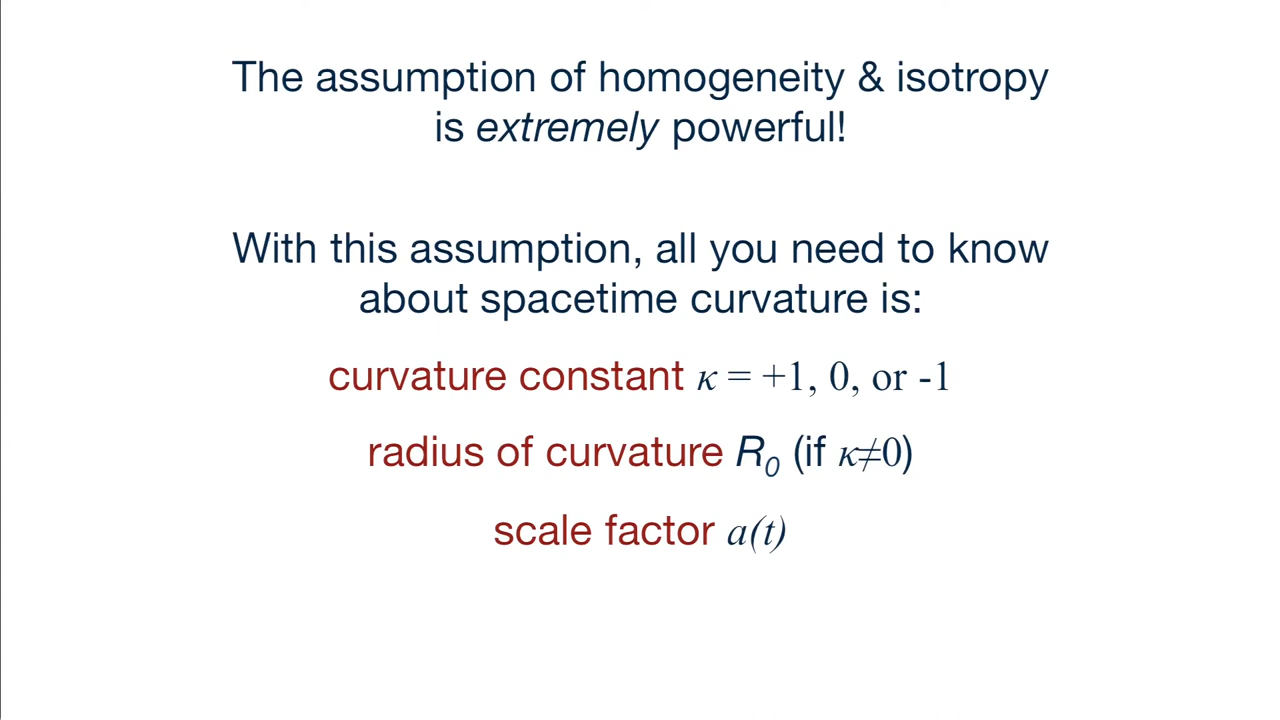 The assumption of homogeneity & isotropy
is extremely powerful!
With this assumption, all you need to know
about spacetime curvature is:
curvature constant κ = +1, 0, or -1
radius of curvature R₀ (if κ≠0)
scale factor a(t)